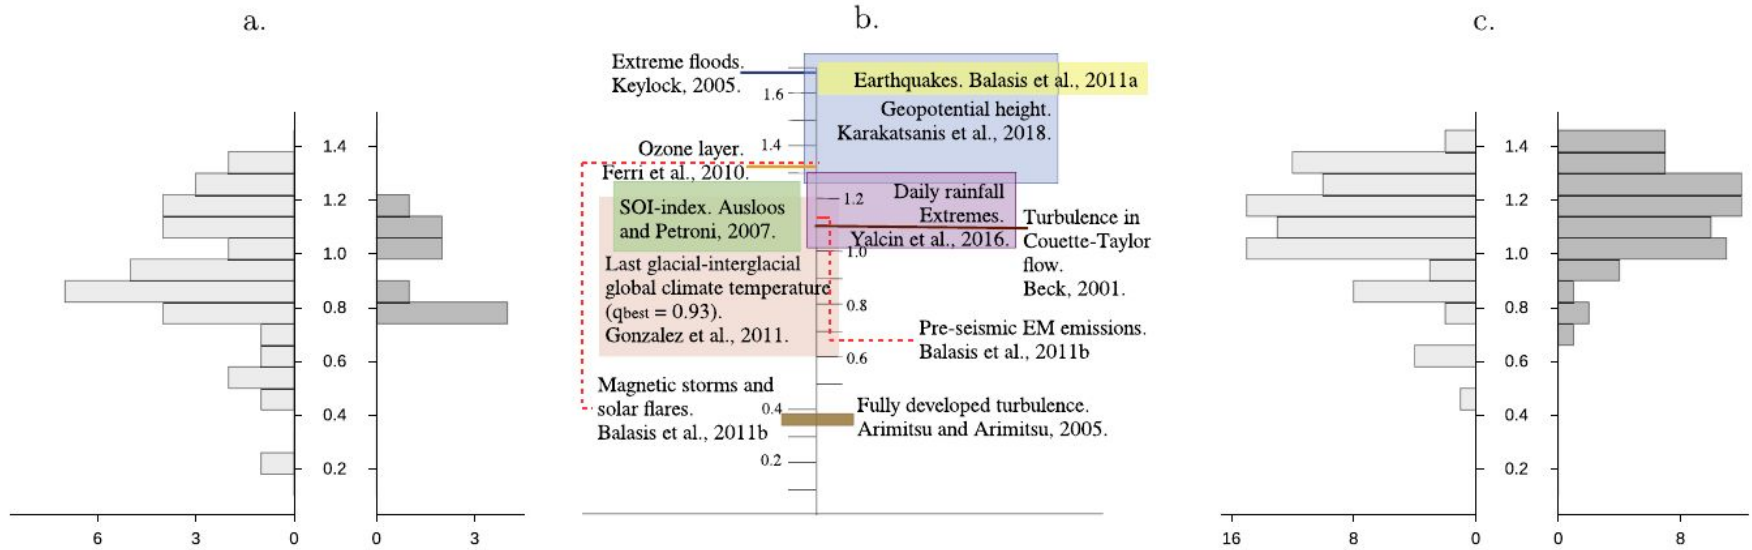 a.
1.4
1.2
1.0
0.8
0.6
0.4
0.2
6
3
0
0
3
b.
Extreme floods.
Keylock, 2005.
Ozone layer.
Ferri et al., 2010.
SOI-index. Ausloos
and Petroni, 2007.
Last glacial-interglacial
global climate temperature
(qbest = 0.93).
Gonzalez et al., 2011.
Magnetic storms and
solar flares.
Balasis et al., 2011b
1.6
1.4
1.2
1.0
0.8
0.6
0.4
0.2
Earthquakes. Balasis et al., 2011a
Geopotential height.
Karakatsanis et al., 2018.
Daily rainfall
Extremes.
Yalcin et al., 2016.
Turbulence in
Couette-Taylor
flow.
Beck, 2001.
Pre-seismic EM emissions.
Balasis et al., 2011b
Fully developed turbulence.
Arimitsu and Arimitsu, 2005.
c.
1.4
1.2
1.0
0.8
0.6
0.4
0.2
16
8
0
0
8